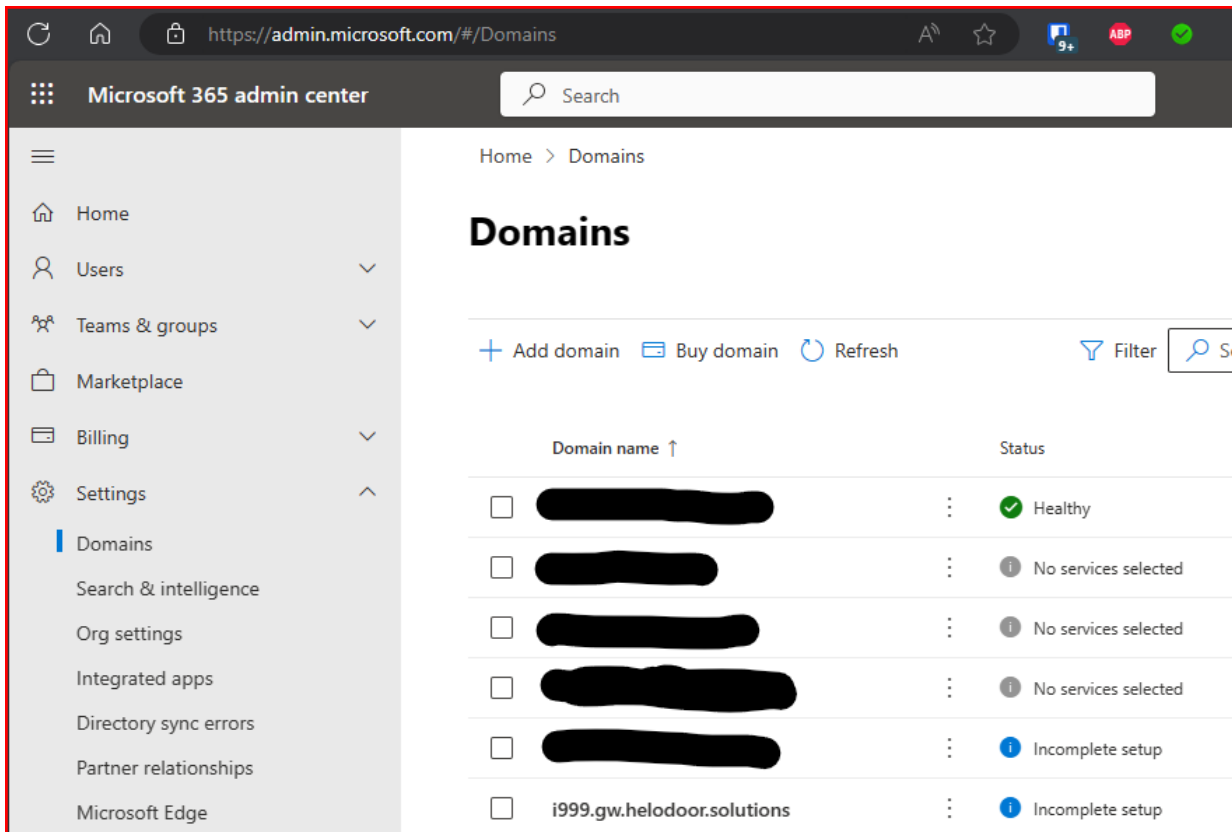 https://admin.microsoft.com/#/Domains
9+
ABP
Microsoft 365 admin center
Search
Home > Domains
Home
Domains
Users
Teams & groups
Add domain Buy domain Refresh Filter
Marketplace
Billing
Domain name ↑ Status
Settings
Healthy
Domains
No services selected
Search & intelligence
Org settings
No services selected
Integrated apps
No services selected
Directory sync errors
Incomplete setup
Partner relationships
Microsoft Edge
i999.gw.helodoor.solutions Incomplete setup